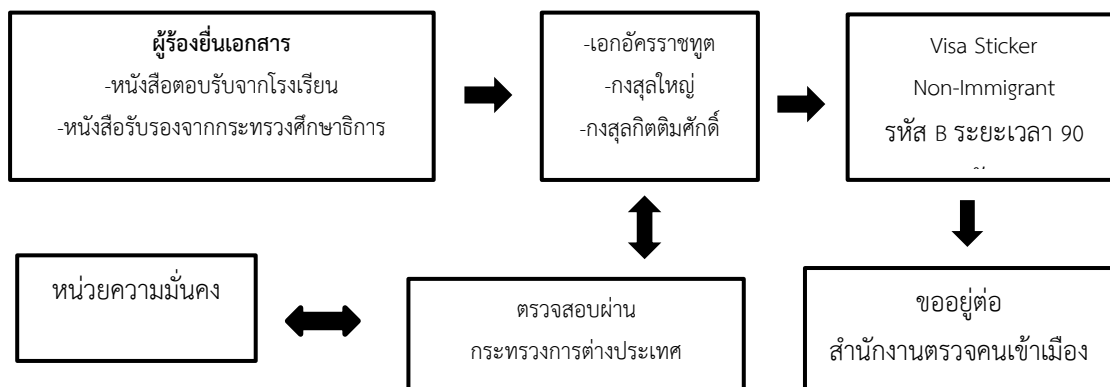 ผู้ร้องยื่นเอกสาร
-หนังสือตอบรับจากโรงเรียน
-หนังสือรับรองจากกระทรวงศึกษาธิการ
-เอกอัครราชทูต
-กงสุลใหญ่
-กงสุลกิตติมศักดิ์
Visa Sticker
Non-Immigrant
รหัส B ระยะเวลา 90
หน่วยความมั่นคง
ตรวจสอบผ่าน
กระทรวงการต่างประเทศ
ขออยู่ต่อ
สำนักงานตรวจคนเข้าเมือง